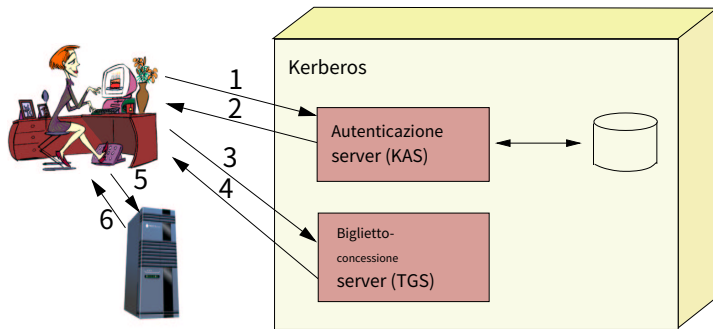 Kerberos
1
2
Autenticazione
server (KAS)
3
4
5
6
Biglietto-
concessione
server (TGS)